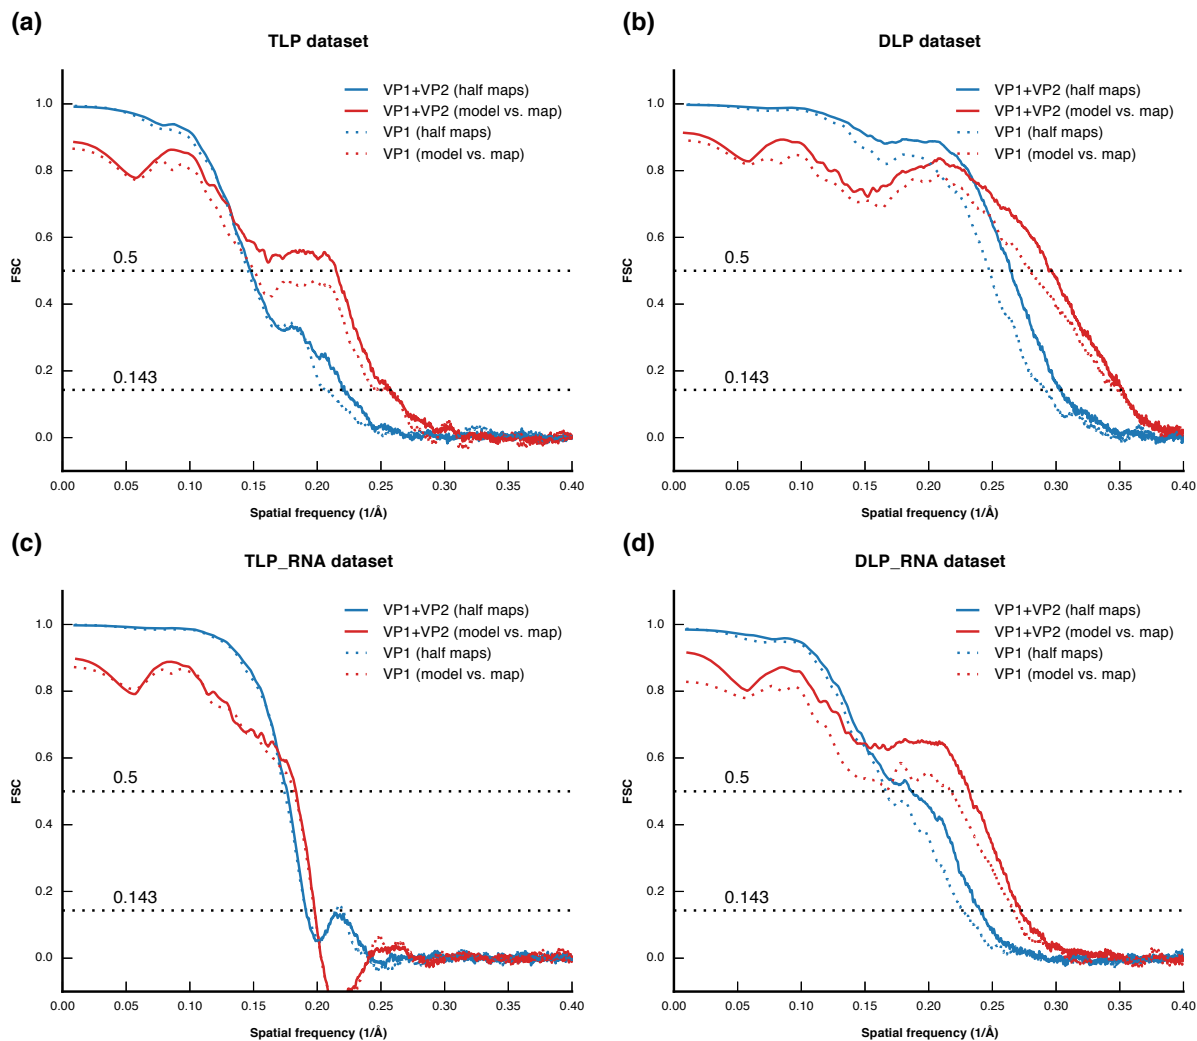 (a)
TLP dataset
VP1+VP2 (half maps)
VP1+VP2 (model vs. map)
VP1 (half maps)
VP1 (model vs. map)
1.0
0.8
0.6
0.4
0.2
0.0
FSC
0.5
0.143
0.00 0.05 0.10 0.15 0.20 0.25 0.30 0.35 0.40
Spatial frequency (1/Å)
(b)
DLP dataset
VP1+VP2 (half maps)
VP1+VP2 (model vs. map)
VP1 (half maps)
VP1 (model vs. map)
1.0
0.8
0.6
0.4
0.2
0.0
FSC
0.5
0.143
0.00 0.05 0.10 0.15 0.20 0.25 0.30 0.35 0.40
Spatial frequency (1/Å)
(c)
TLP_RNA dataset
VP1+VP2 (half maps)
VP1+VP2 (model vs. map)
VP1 (half maps)
VP1 (model vs. map)
1.0
0.8
0.6
0.4
0.2
0.0
FSC
0.5
0.143
0.00 0.05 0.10 0.15 0.20 0.25 0.30 0.35 0.40
Spatial frequency (1/Å)
(d)
DLP_RNA dataset
VP1+VP2 (half maps)
VP1+VP2 (model vs. map)
VP1 (half maps)
VP1 (model vs. map)
1.0
0.8
0.6
0.4
0.2
0.0
FSC
0.5
0.143
0.00 0.05 0.10 0.15 0.20 0.25 0.30 0.35 0.40
Spatial frequency (1/Å)